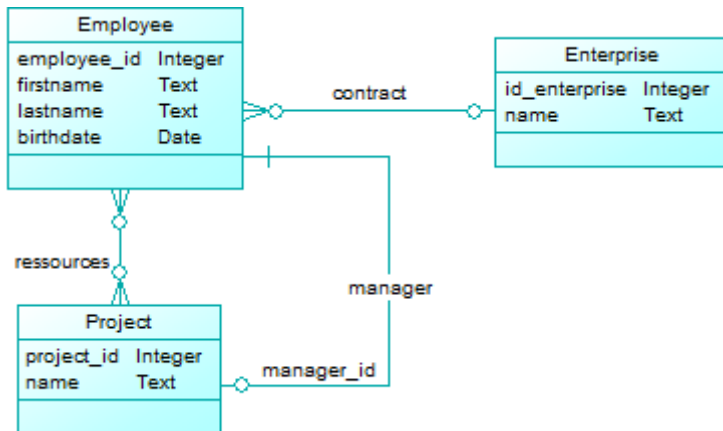 Employee
employee_id Integer
firstname Text
lastname Text
birthdate Date
contract
Enterprise
id_enterprise Integer
name Text
ressources
manager
Project
project_id Integer
name Text
manager_id